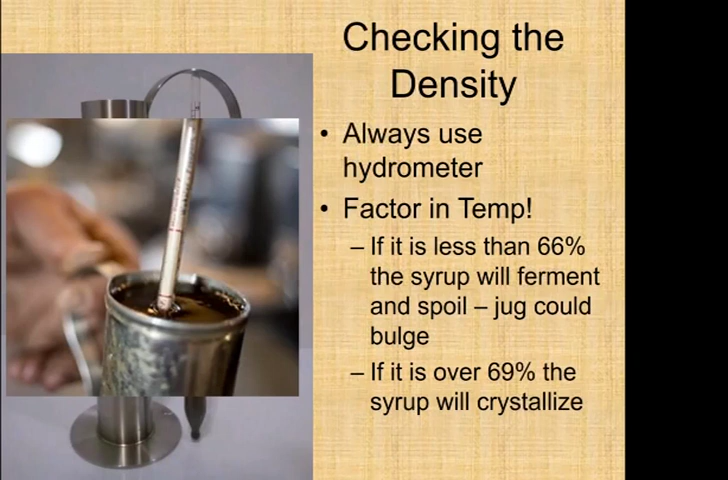 Checking the
Density
• Always use
hydrometer
• Factor in Temp!
– If it is less than 66%
the syrup will ferment
and spoil – jug could
bulge
– If it is over 69% the
syrup will crystallize